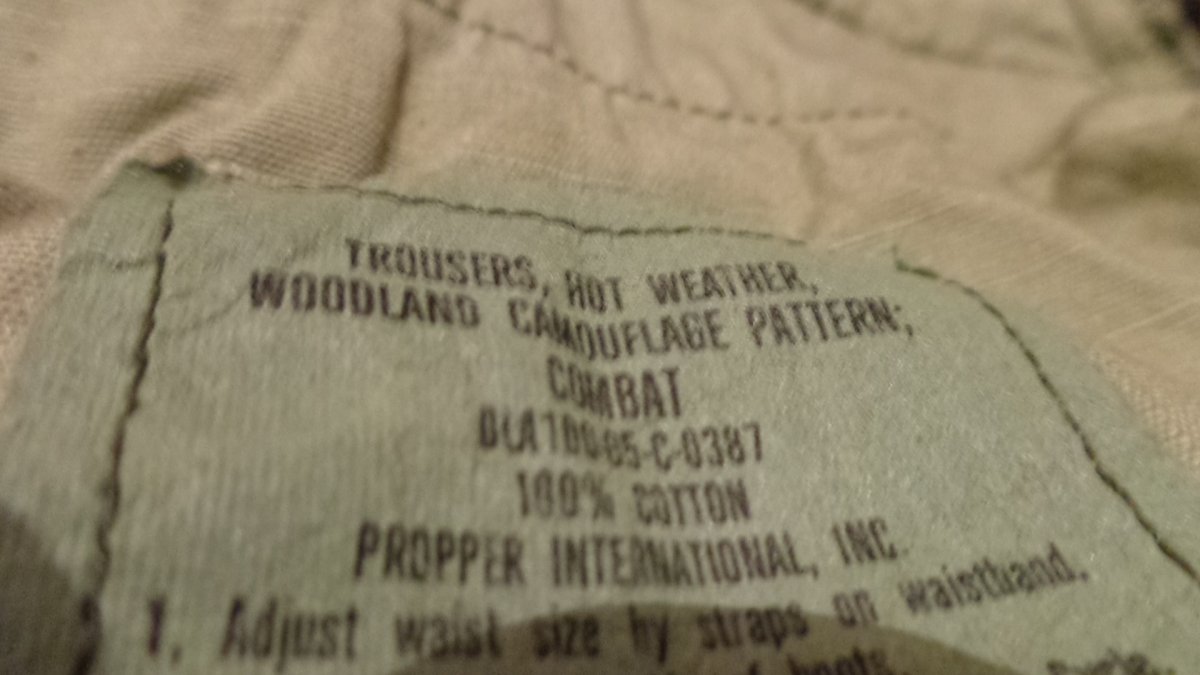 TROUSERS, HOT WEATHER,
WOODLAND CAMOUFLAGE PATTERN;
COMBAT
DLA100-85-C-0387
100% COTTON
PROPPER INTERNATIONAL, INC.
1. Adjust waist size by straps on waistband.
boots.